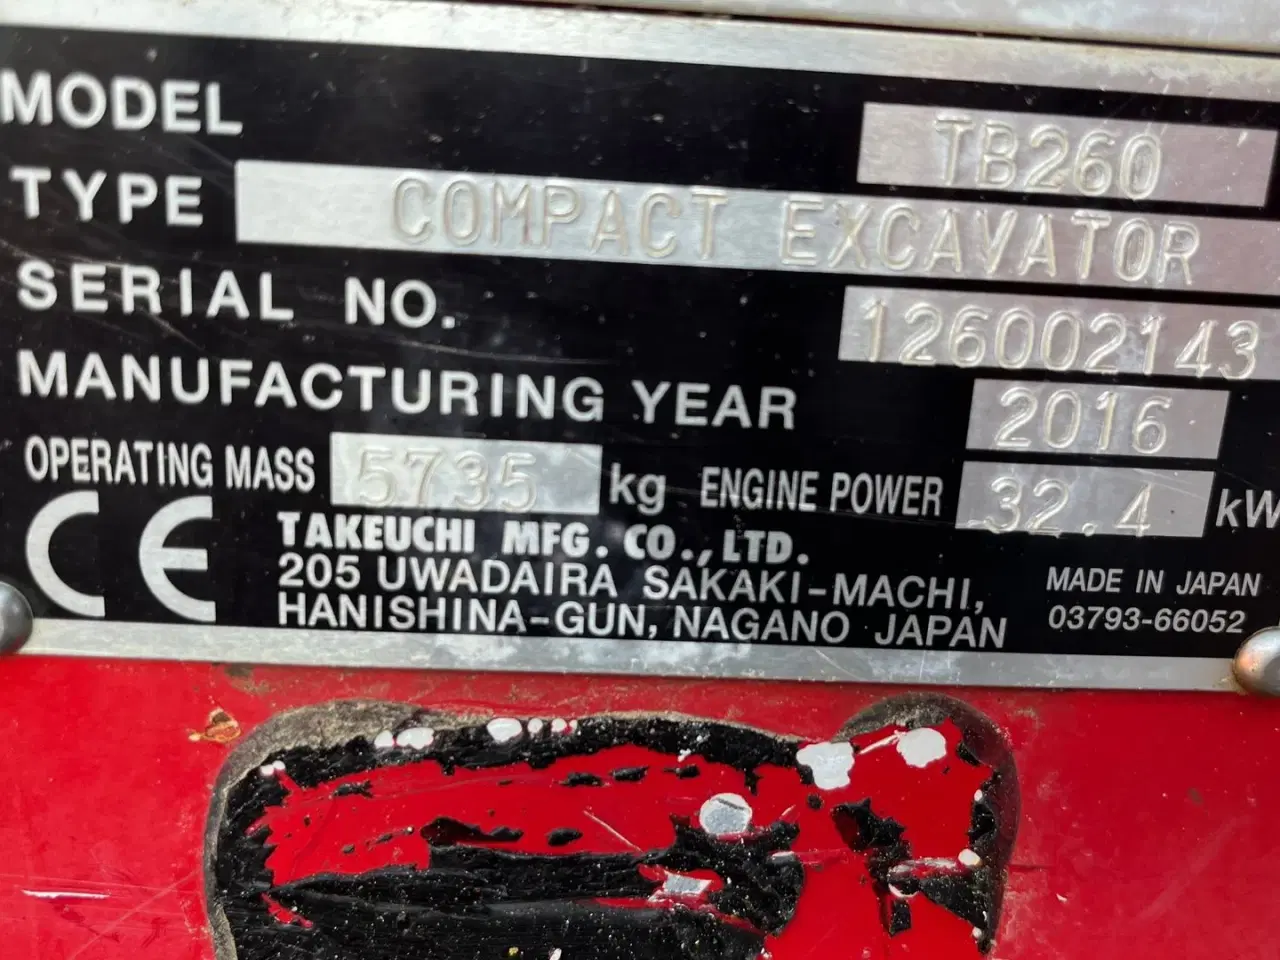 MODEL TB260
TYPE COMPACT EXCAVATOR
SERIAL NO. 126002143
MANUFACTURING YEAR 2016
OPERATING MASS 5735 kg ENGINE POWER 32.4 kW
CE
TAKEUCHI MFG. CO., LTD.
205 UWADAIRA SAKAKI-MACHI,
HANISHINA-GUN, NAGANO JAPAN
MADE IN JAPAN
03793-66052